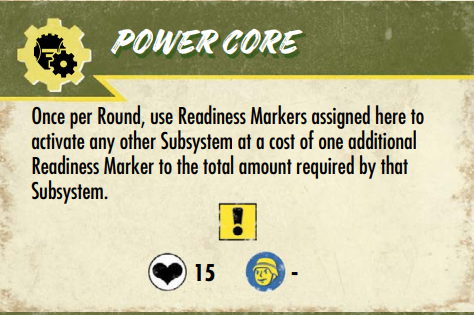 POWER CORE
Once per Round, use Readiness Markers assigned here to
activate any other Subsystem at a cost of one additional
Readiness Marker to the total amount required by that
Subsystem.
!
15 -